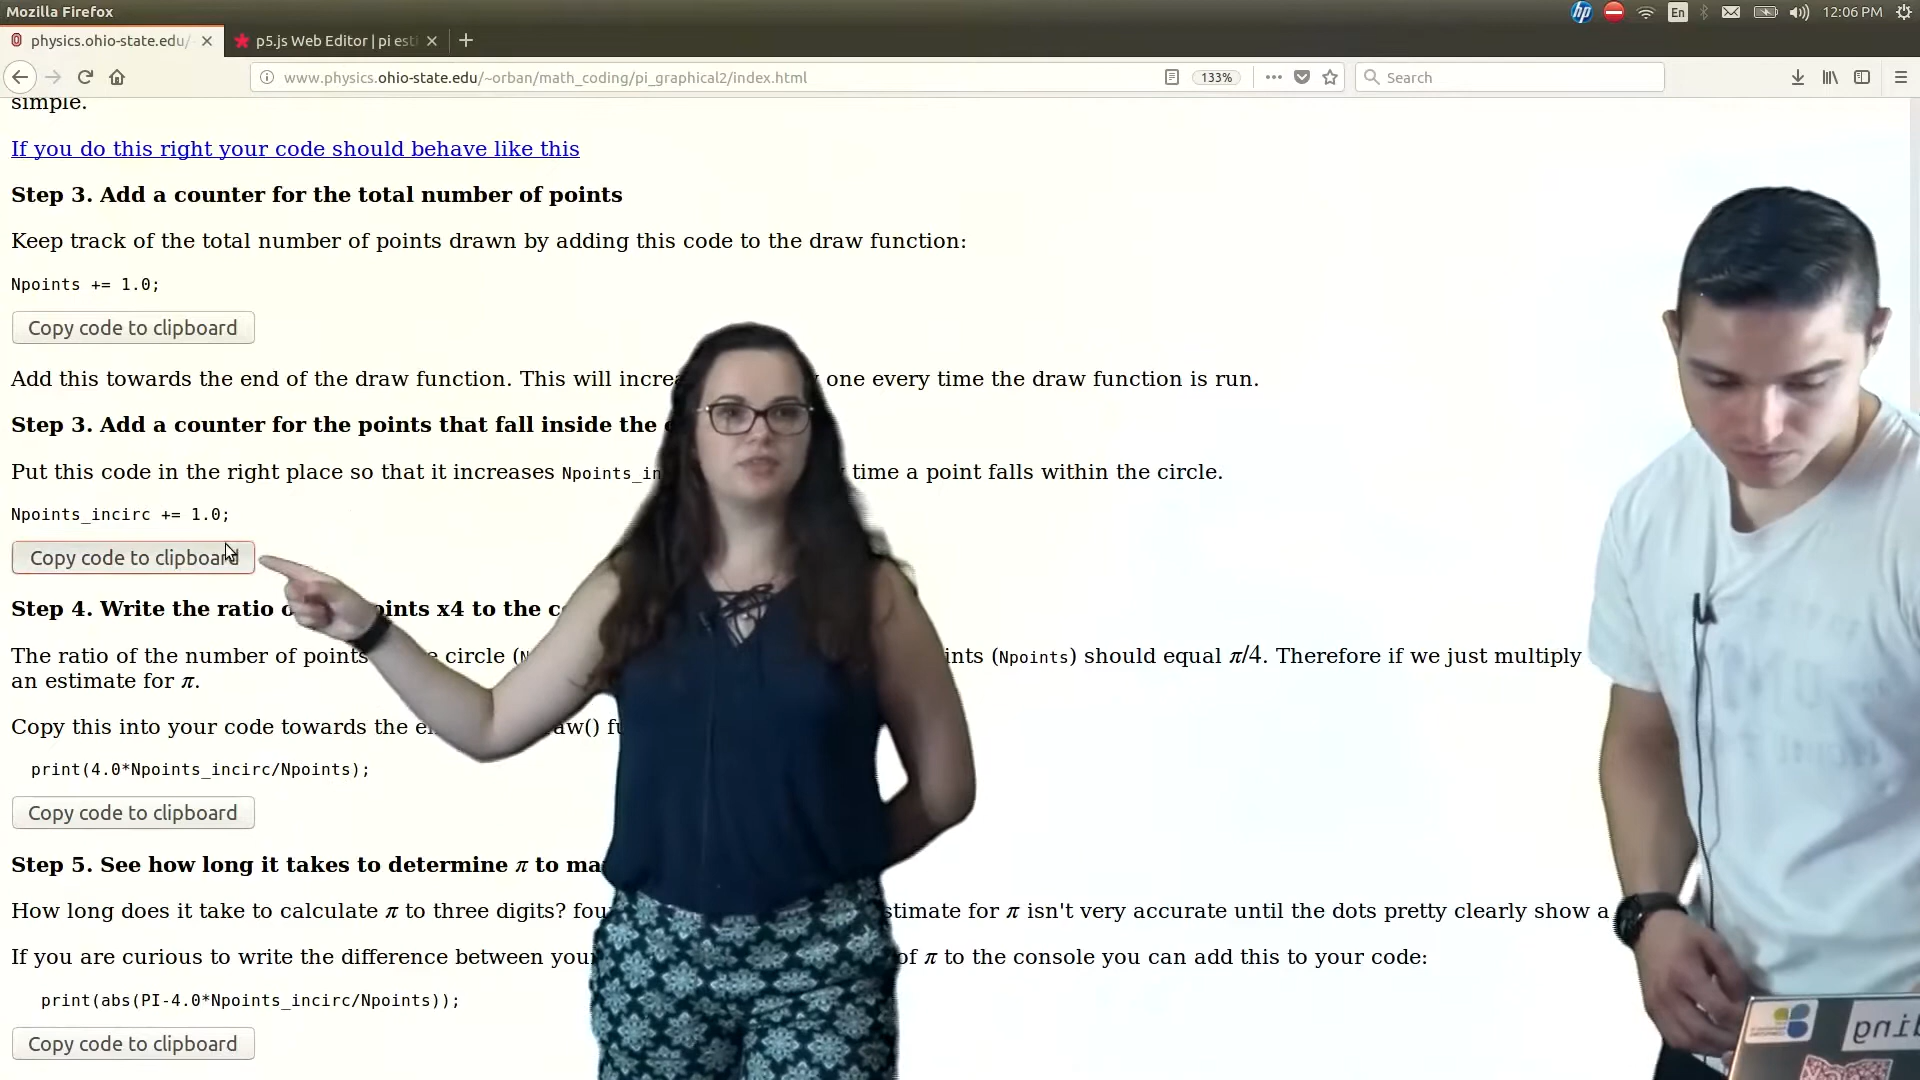 Mozilla Firefox
hp
En
12:06 PM
physics.ohio-state.edu/
p5.js Web Editor | pi esti
www.physics.ohio-state.edu/~orban/math_coding/pi_graphical2/index.html
133%
Search
simple.
If you do this right your code should behave like this
Step 3. Add a counter for the total number of points
Keep track of the total number of points drawn by adding this code to the draw function:
Npoints += 1.0;
Copy code to clipboard
Add this towards the end of the draw function. This will one every time the draw function is run.
Step 3. Add a counter for the points that fall inside the
Put this code in the right place so that it increases time a point falls within the circle.
Npoints_incirc += 1.0;
Copy code to clipboard
Step 4. Write the ratio x4 to the
The ratio of the number of points circle ( (Npoints) should equal π/4. Therefore if we just multiply
an estimate for π.
Copy this into your code towards the
print(4.0*Npoints_incirc/Npoints);
Copy code to clipboard
Step 5. See how long it takes to determine π to
How long does it take to calculate π to three digits? for π isn't very accurate until the dots pretty clearly show a
If you are curious to write the difference between of π to the console you can add this to your code:
print(abs(PI-4.0*Npoints_incirc/Npoints));
Copy code to clipboard